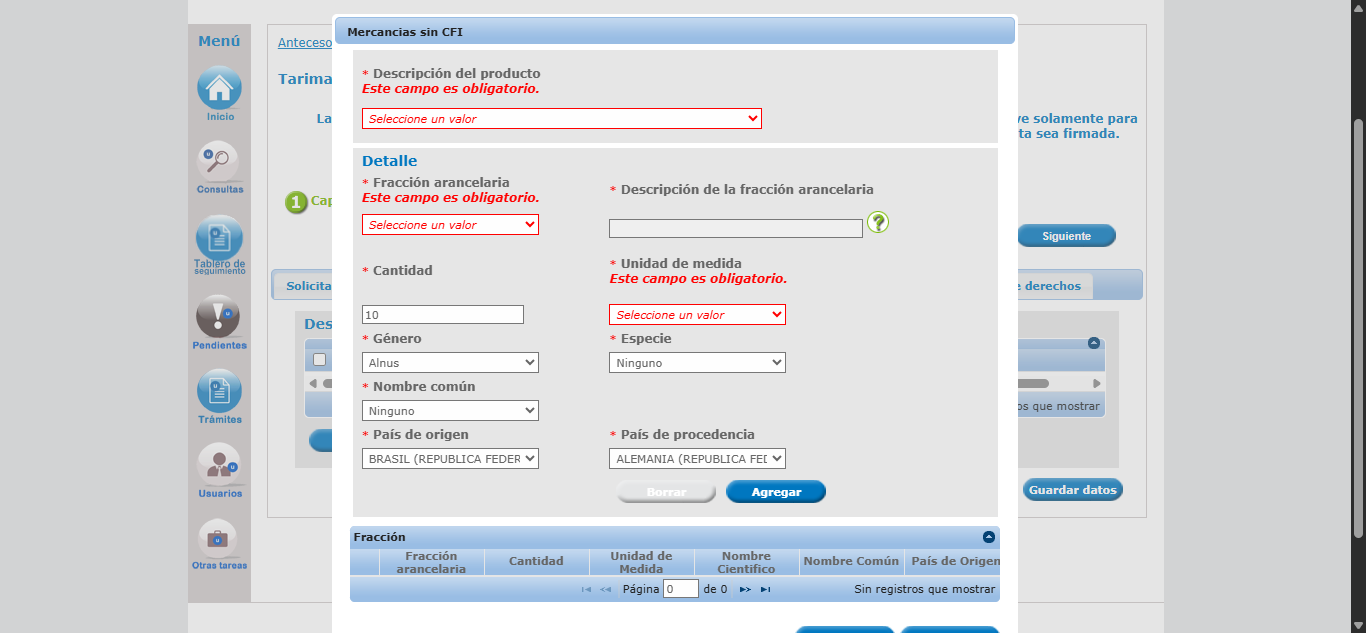 Mercancias sin CFI
Menú
Inicio
Consultas
Tablero de
seguimiento
Pendientes
Trámites
Usuarios
Otras tareas
Anteceso
Tarima
La
ve solamente para
ta sea firmada.
1 Cap
Siguiente
Solicita
e derechos
Des
os que mostrar
Guardar datos
* Descripción del producto
Este campo es obligatorio.
Seleccione un valor
Detalle
* Fracción arancelaria
Este campo es obligatorio.
Seleccione un valor
* Descripción de la fracción arancelaria
?
* Cantidad
10
* Unidad de medida
Este campo es obligatorio.
Seleccione un valor
* Género
Alnus
* Especie
Ninguno
* Nombre común
Ninguno
* País de origen
BRASIL (REPUBLICA FEDER
* País de procedencia
ALEMANIA (REPUBLICA FEI
Borrar
Agregar
Fracción
Fracción arancelaria
Cantidad
Unidad de Medida
Nombre Cientifico
Nombre Común
País de Origen
Página 0 de 0
Sin registros que mostrar